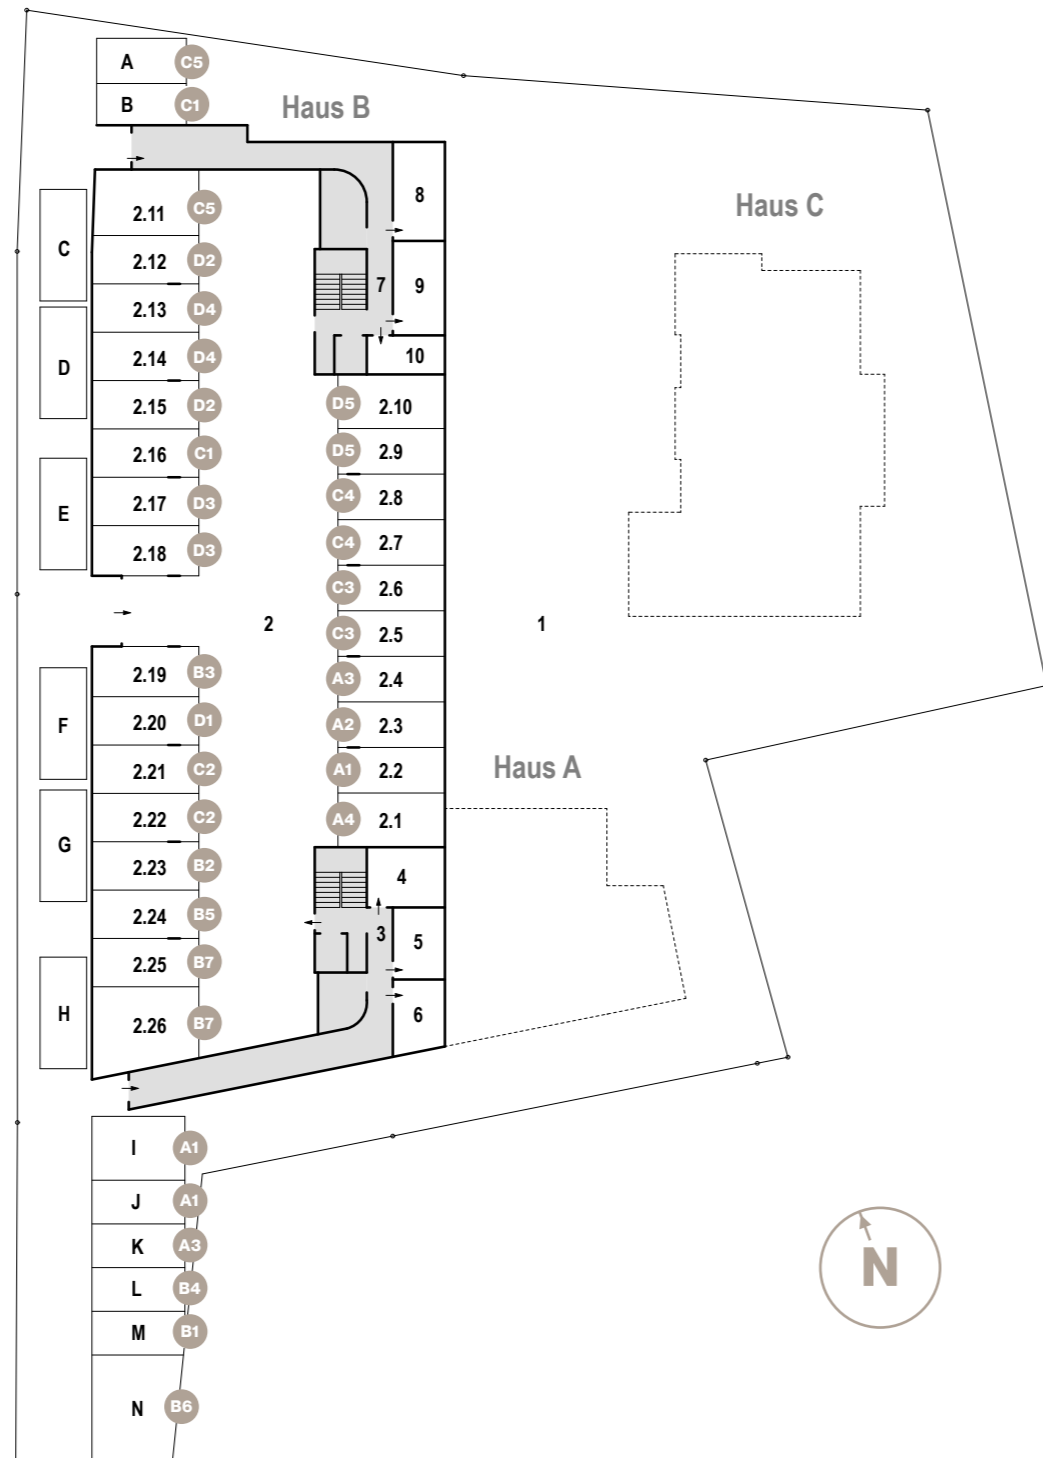 A C5
B C1
Haus B
8
Haus C
2.11 C5
C
2.12 D2
7
9
2.13 D4
D
2.14 D4
10
2.15 D2
D5 2.10
2.16 C1
D5 2.9
E
2.17 D3
C4 2.8
2.18 D3
C4 2.7
C3 2.6
2
C3 2.5
1
2.19 B3
A3 2.4
F
2.20 D1
A2 2.3
2.21 C2
A1 2.2
Haus A
2.22 C2
A4 2.1
G
2.23 B2
4
2.24 B5
3
5
2.25 B7
H
2.26 B7
6
I A1
J A1
K A3
L B4
M B1
N B6
N